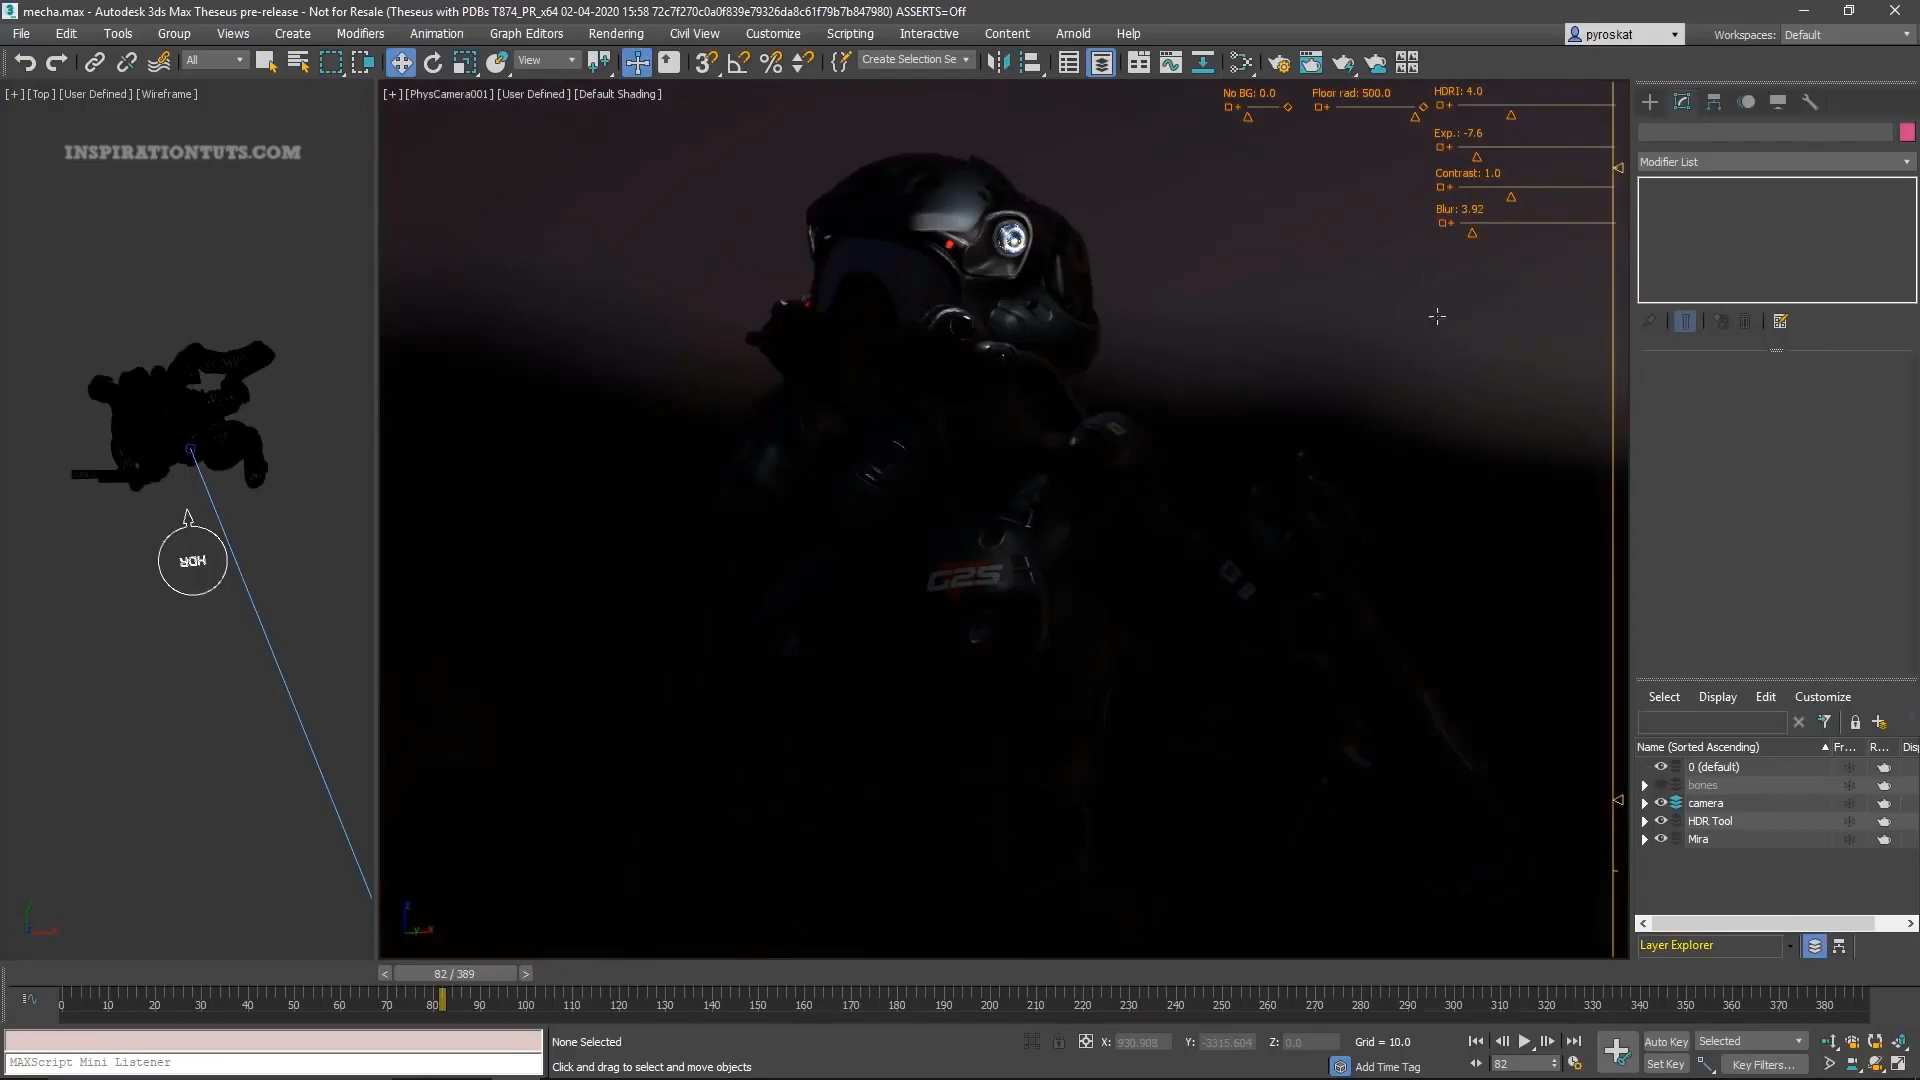 mecha.max - Autodesk 3ds Max Theseus pre-release - Not for Resale (Theseus with PDBs T874_PR_x64 02-04-2020 15:58 72c7f270c0a0f839e79326da8c61f79b7b847980) ASSERTS=Off
File Edit Tools Group Views Create Modifiers Animation Graph Editors Rendering Civil View Customize Scripting Interactive Content Arnold Help pyroskat Workspaces: Default
All View Create Selection Se
[+] [Top] [User Defined] [Wireframe]
[+] [PhysCamera001] [User Defined] [Default Shading]
No BG: 0.0 Floor rad: 500.0 HDRI: 4.0
Exp.: -7.6
Contrast: 1.0
Blur: 3.92
INSPIRATIONTUTS.COM
Modifier List
HDR
G25
Select Display Edit Customize
Name (Sorted Ascending) Fr... R... Dis
0 (default)
bones
camera
HDR Tool
Mira
Layer Explorer
82 / 389
0 10 20 30 40 50 60 70 80 90 100 110 120 130 140 150 160 170 180 190 200 210 220 230 240 250 260 270 280 290 300 310 320 330 340 350 360 370 380
None Selected X: 930.908 Y: -3315.604 Z: 0.0 Grid = 10.0 Auto Key Selected
MAXScript Mini Listener
Click and drag to select and move objects Add Time Tag 82 Set Key Key Filters...